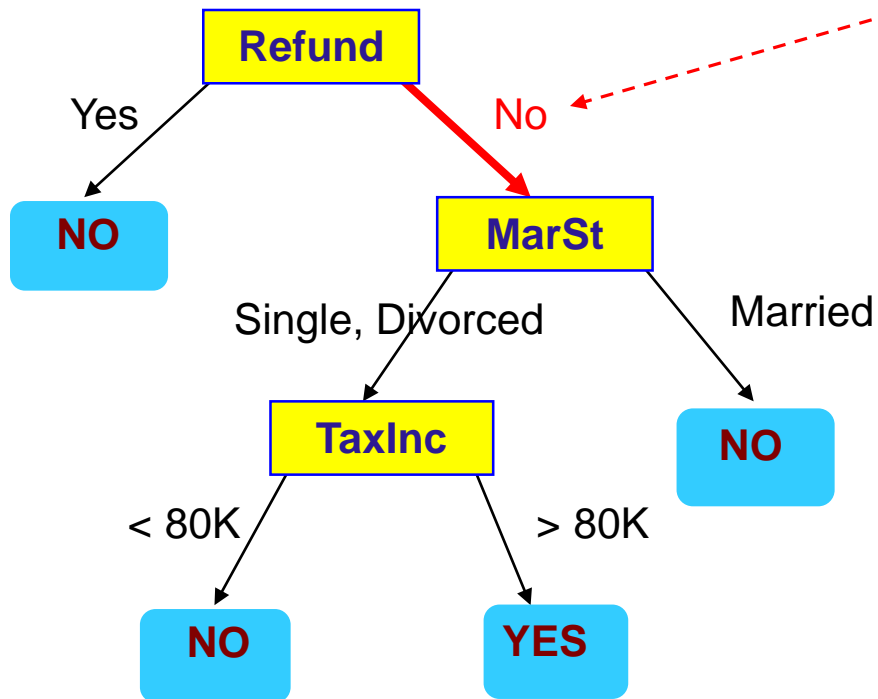 Refund
Yes
No
NO
MarSt
Single, Divorced
Married
TaxInc
NO
< 80K
> 80K
NO
YES